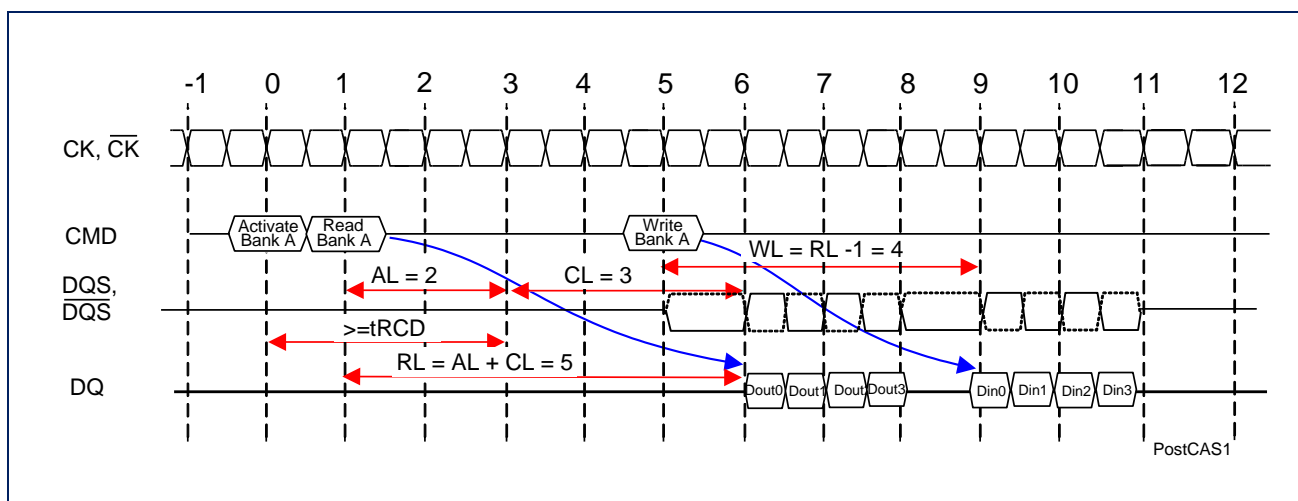 -1 0 1 2 3 4 5 6 7 8 9 10 11 12
CK, CK
CMD
Activate Bank A
Read Bank A
Write Bank A
WL = RL -1 = 4
AL = 2
CL = 3
DQS,
DQS
>=tRCD
RL = AL + CL = 5
DQ
Dout0 Dout1 Dout Dout3 Din0 Din1 Din2 Din3
PostCAS1